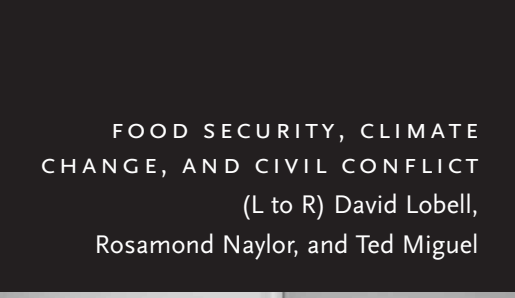 FOOD SECURITY, CLIMATE
CHANGE, AND CIVIL CONFLICT
(L to R) David Lobell,
Rosamond Naylor, and Ted Miguel